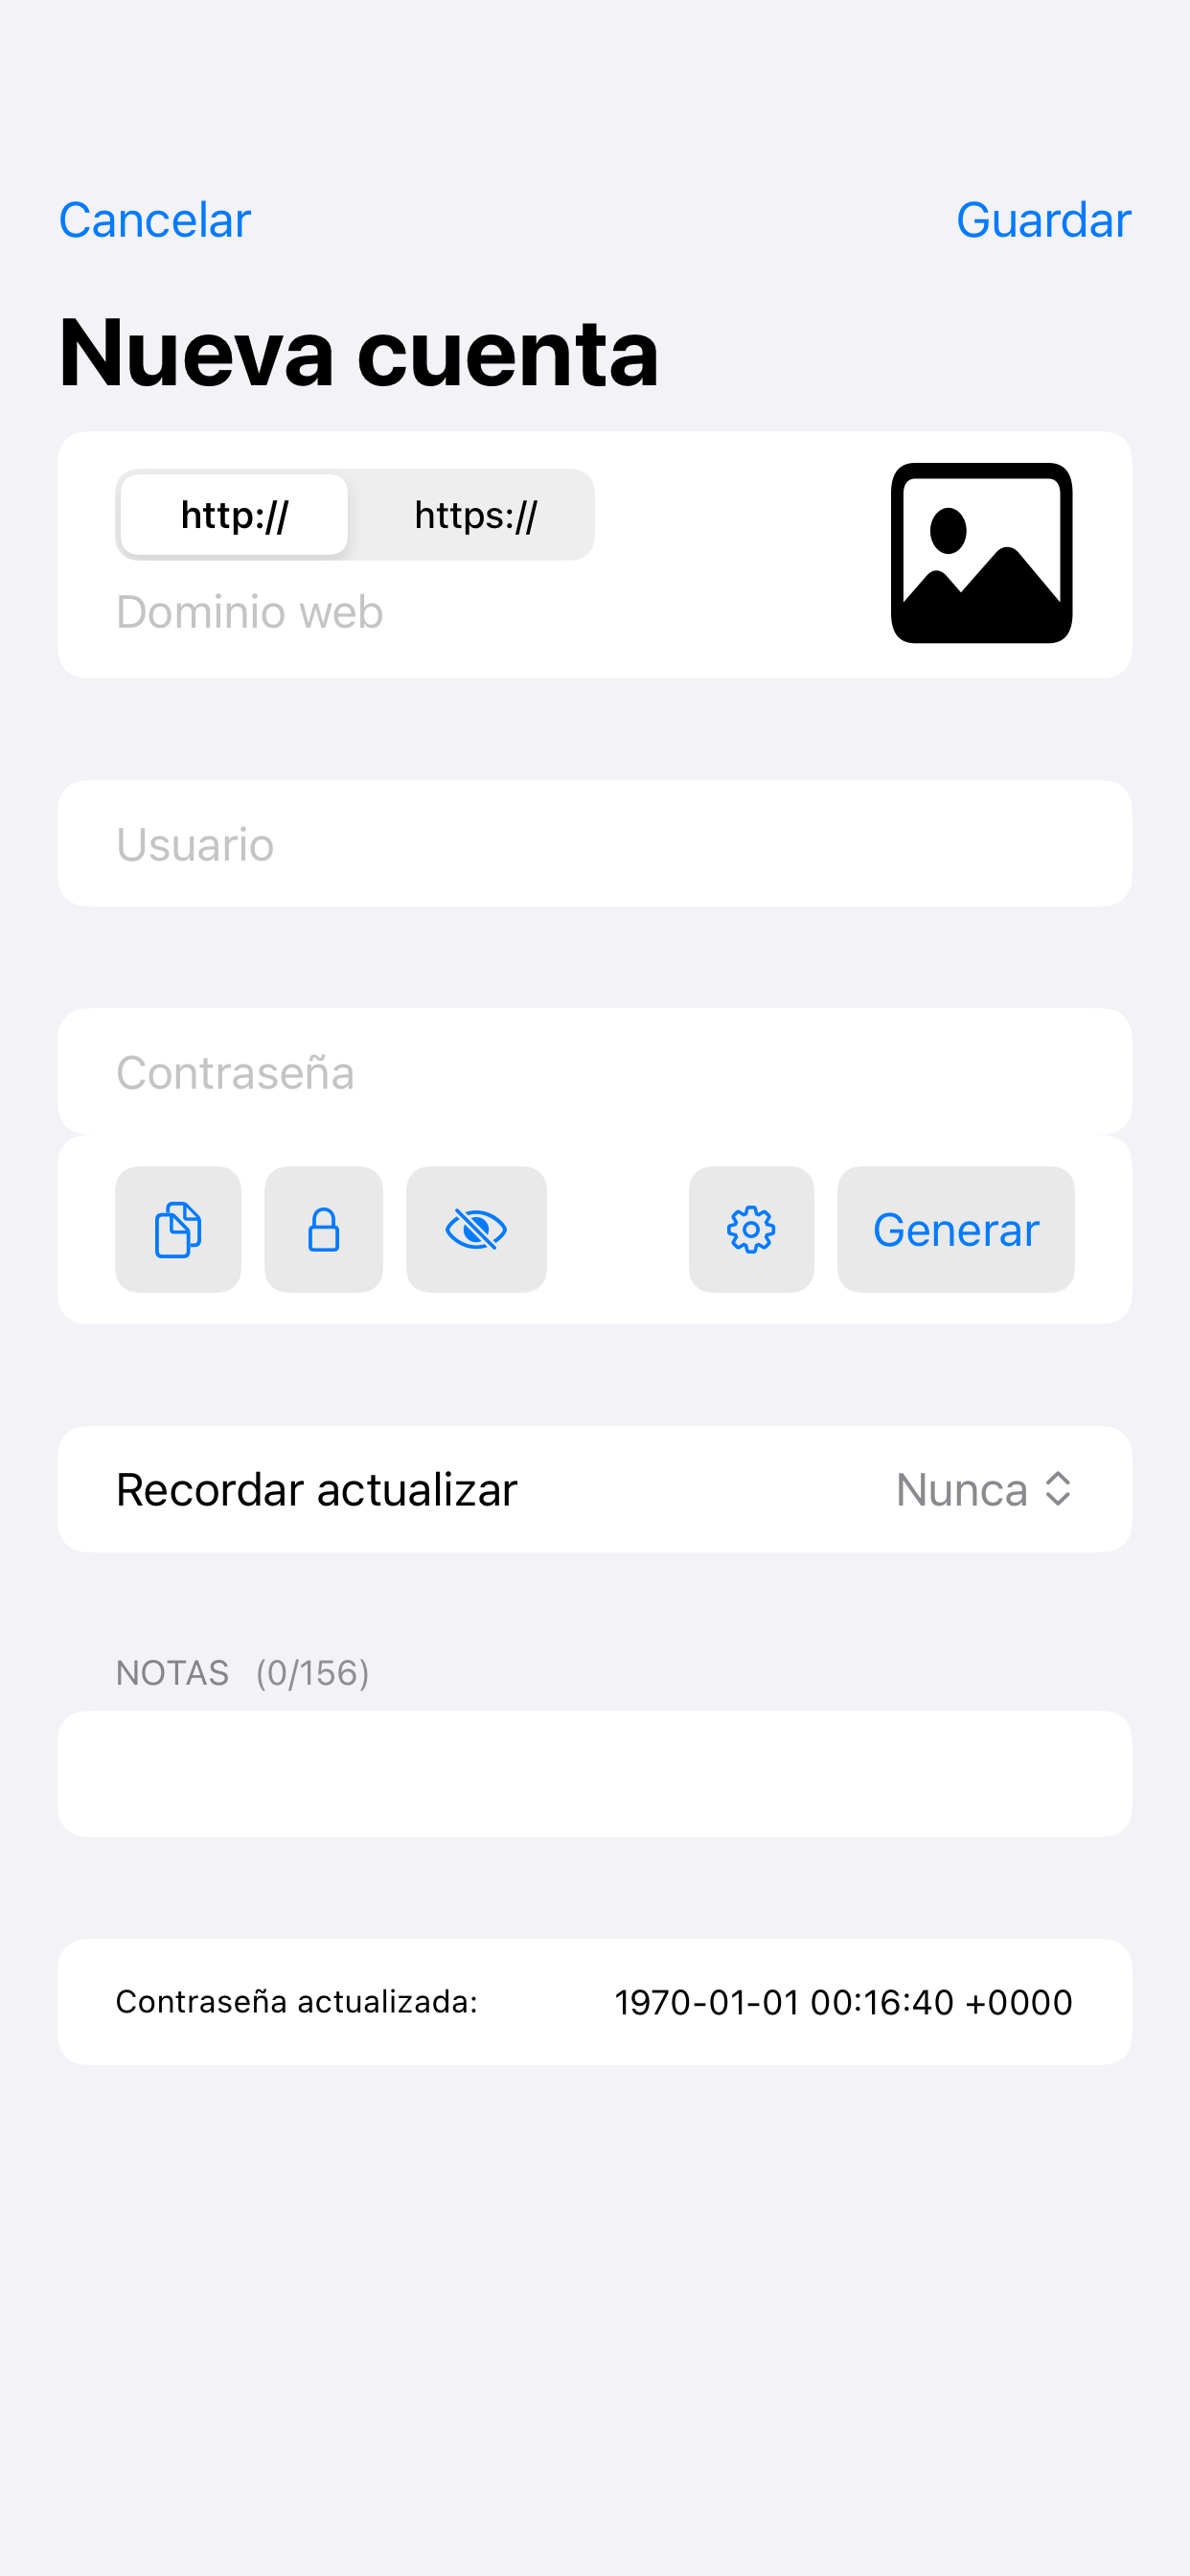 Cancelar Guardar
Nueva cuenta
http:// https://
Dominio web
Usuario
Contraseña
Generar
Recordar actualizar Nunca
NOTAS (0/156)
Contraseña actualizada: 1970-01-01 00:16:40 +0000